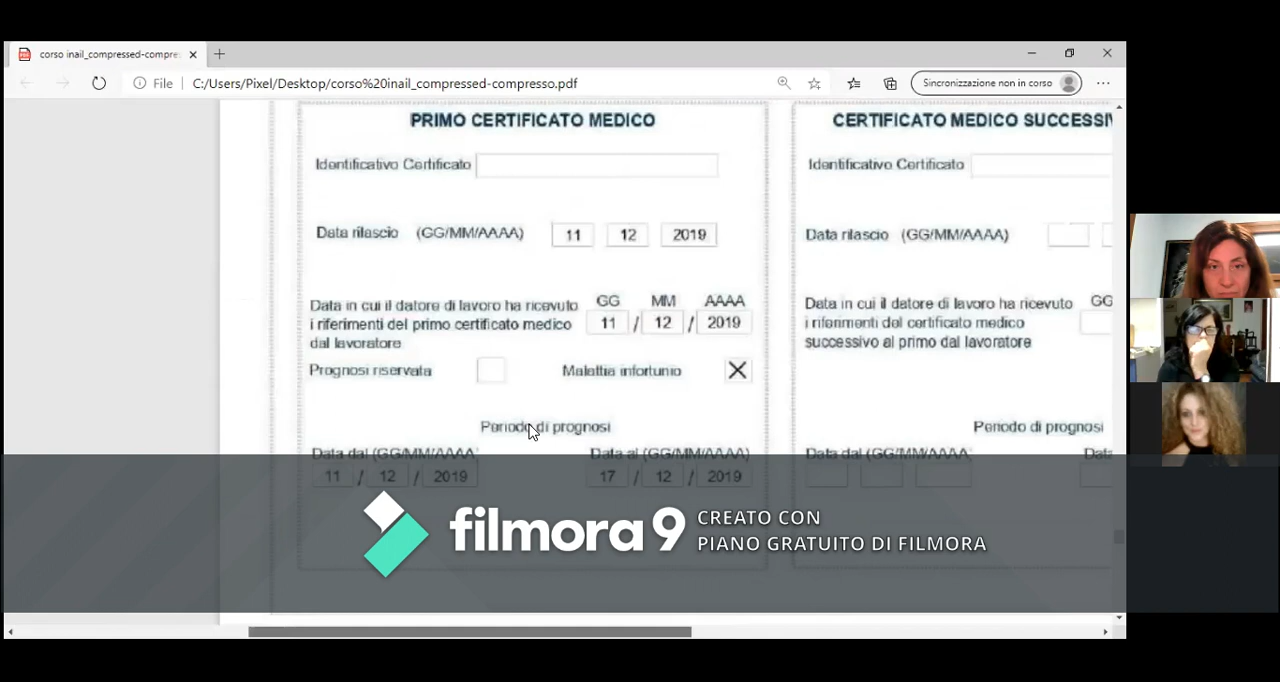 corso inail_compressed-compre
File C:/Users/Pixel/Desktop/corso%20inail_compressed-compresso.pdf
Sincronizzazione non in corso
PRIMO CERTIFICATO MEDICO
Identificativo Certificato
Data rilascio (GG/MM/AAAA) 11 12 2019
Data in cui il datore di lavoro ha ricevuto
i riferimenti del primo certificato medico
dal lavoratore
GG MM AAAA
11 / 12 / 2019
Prognosi riservata Malattia infortunio X
Periodo di prognosi
Data dal (GG/MM/AAAA Data al (GG/MM/AAAA)
11 / 12 / 2019 17 / 12 / 2019
CERTIFICATO MEDICO SUCCESSIV
Identificativo Certificato
Data rilascio (GG/MM/AAAA)
Data in cui il datore di lavoro ha ricevuto
i riferimenti del certificato medico
successivo al primo dal lavoratore
GG
Periodo di prognosi
Data dal (GG/MM/AAAA Data
filmora9
CREATO CON
PIANO GRATUITO DI FILMORA